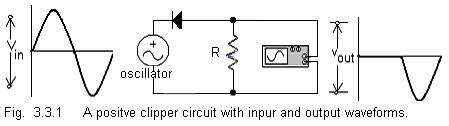 V
in
R
oscillator
V
out
Fig. 3.3.1 A positve clipper circuit with inpur and output waveforms.